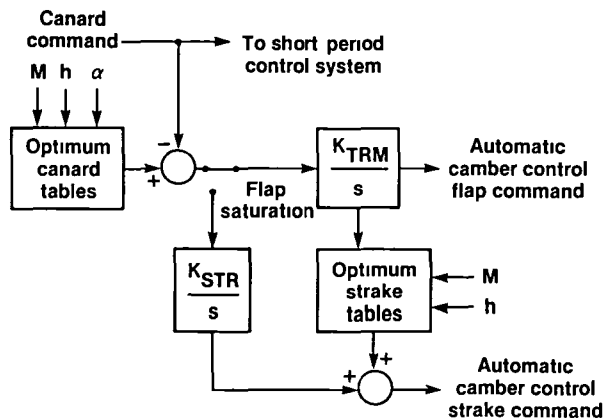 Canard
command
To short period
control system
M h α
Optimum
canard
tables
−
+
Flap
saturation
K_TRM
s
Automatic
camber control
flap command
K_STR
s
Optimum
strake
tables
M
h
+
+
Automatic
camber control
strake command